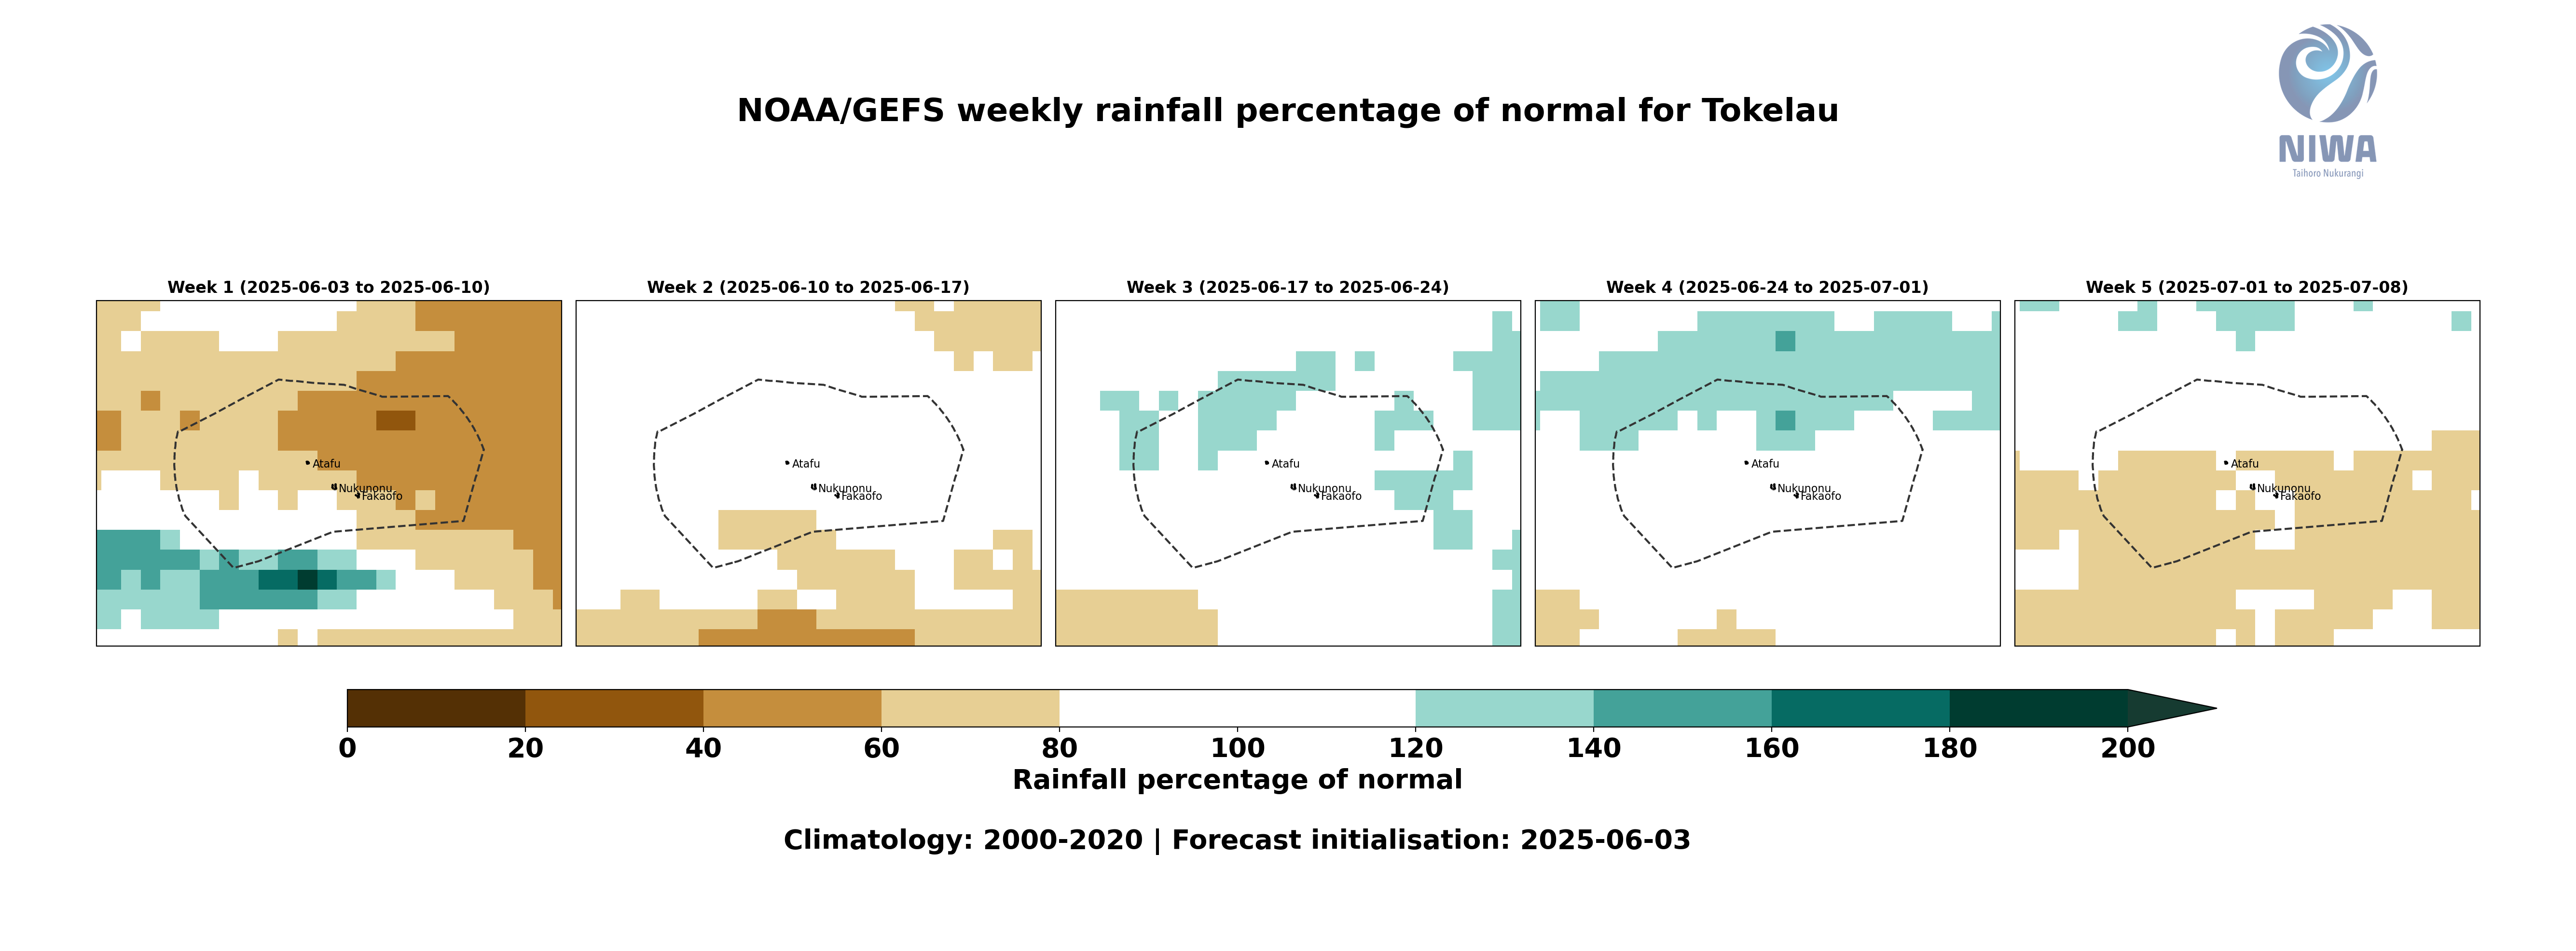 NOAA/GEFS weekly rainfall percentage of normal for Tokelau
NIWA
Taihoro Nukurangi
Week 1 (2025-06-03 to 2025-06-10)
Week 2 (2025-06-10 to 2025-06-17)
Week 3 (2025-06-17 to 2025-06-24)
Week 4 (2025-06-24 to 2025-07-01)
Week 5 (2025-07-01 to 2025-07-08)
Atafu
Nukunonu
Fakaofo
Atafu
Nukunonu
Fakaofo
Atafu
Nukunonu
Fakaofo
Atafu
Nukunonu
Fakaofo
Atafu
Nukunonu
Fakaofo
0 20 40 60 80 100 120 140 160 180 200
Rainfall percentage of normal
Climatology: 2000-2020 | Forecast initialisation: 2025-06-03